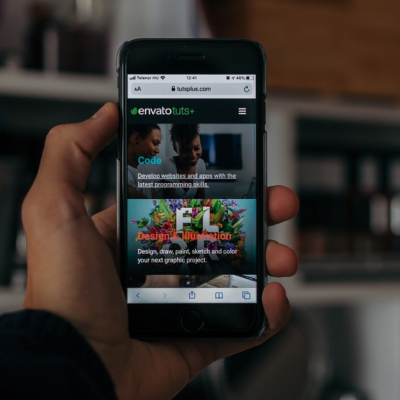 Telenor HU 12:41 46%
AA tutsplus.com
envatotuts+
Code
Develop websites and apps with the
latest programming skills.
Design & Illustration
Design, draw, paint, sketch and color
your next graphic project.